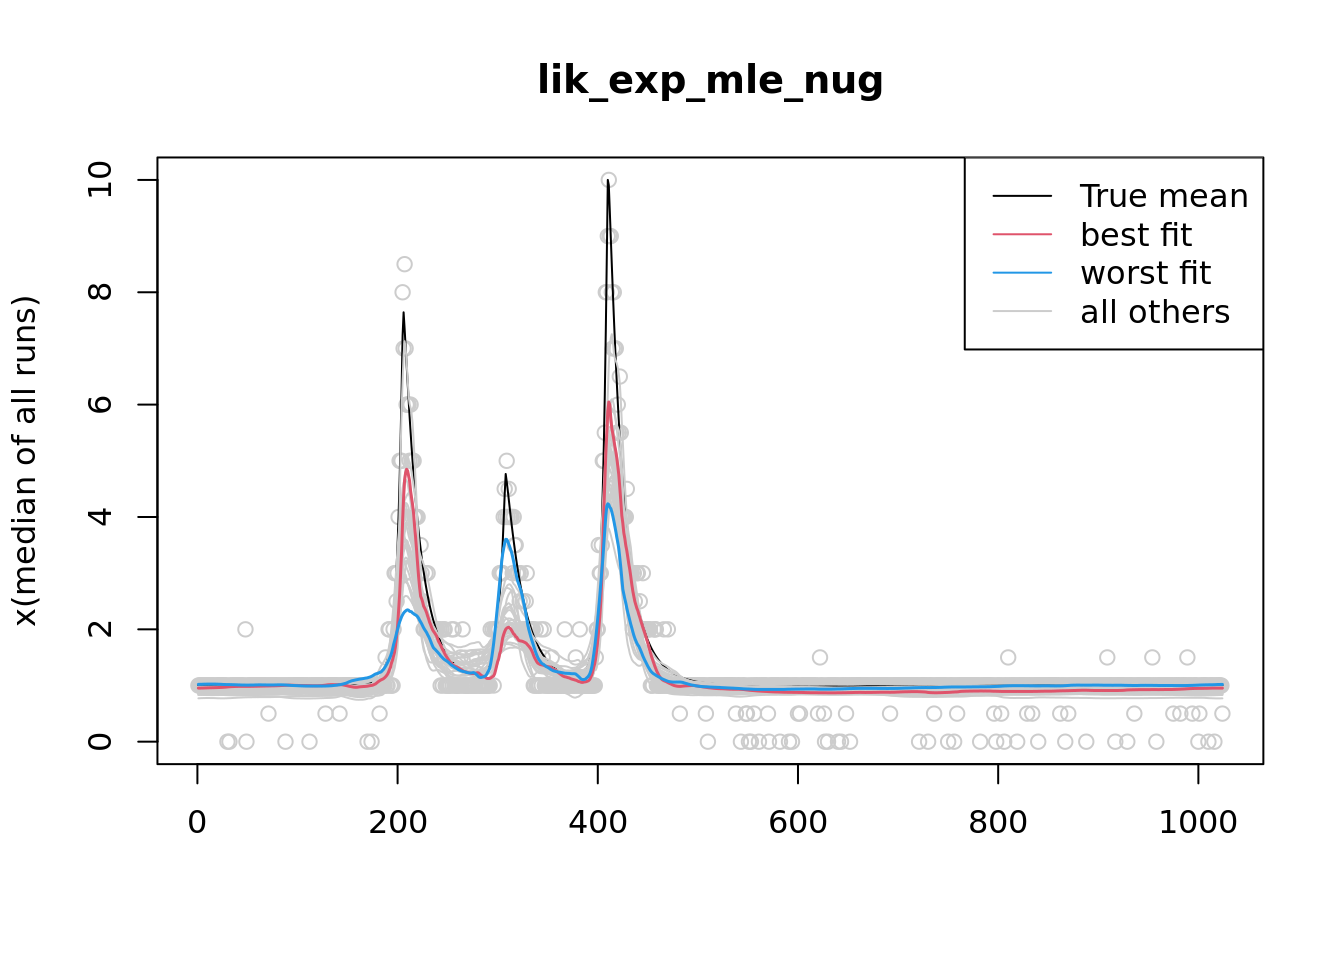 lik_exp_mle_nug
x(median of all runs)
10
8
6
4
2
0
True mean
best fit
worst fit
all others
0 200 400 600 800 1000